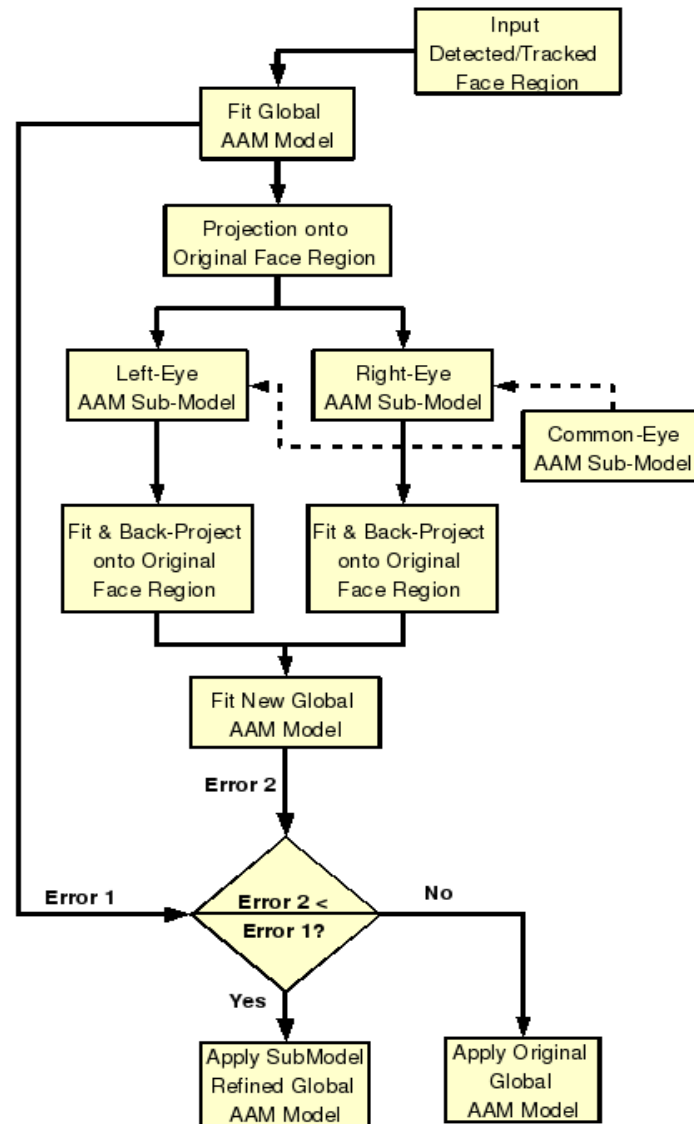 Input
Detected/Tracked
Face Region
Fit Global
AAM Model
Projection onto
Original Face Region
Left-Eye
AAM Sub-Model
Right-Eye
AAM Sub-Model
Common-Eye
AAM Sub-Model
Fit & Back-Project
onto Original
Face Region
Fit & Back-Project
onto Original
Face Region
Fit New Global
AAM Model
Error 2
Error 1
Error 2 <
Error 1?
No
Yes
Apply SubModel
Refined Global
AAM Model
Apply Original
Global
AAM Model